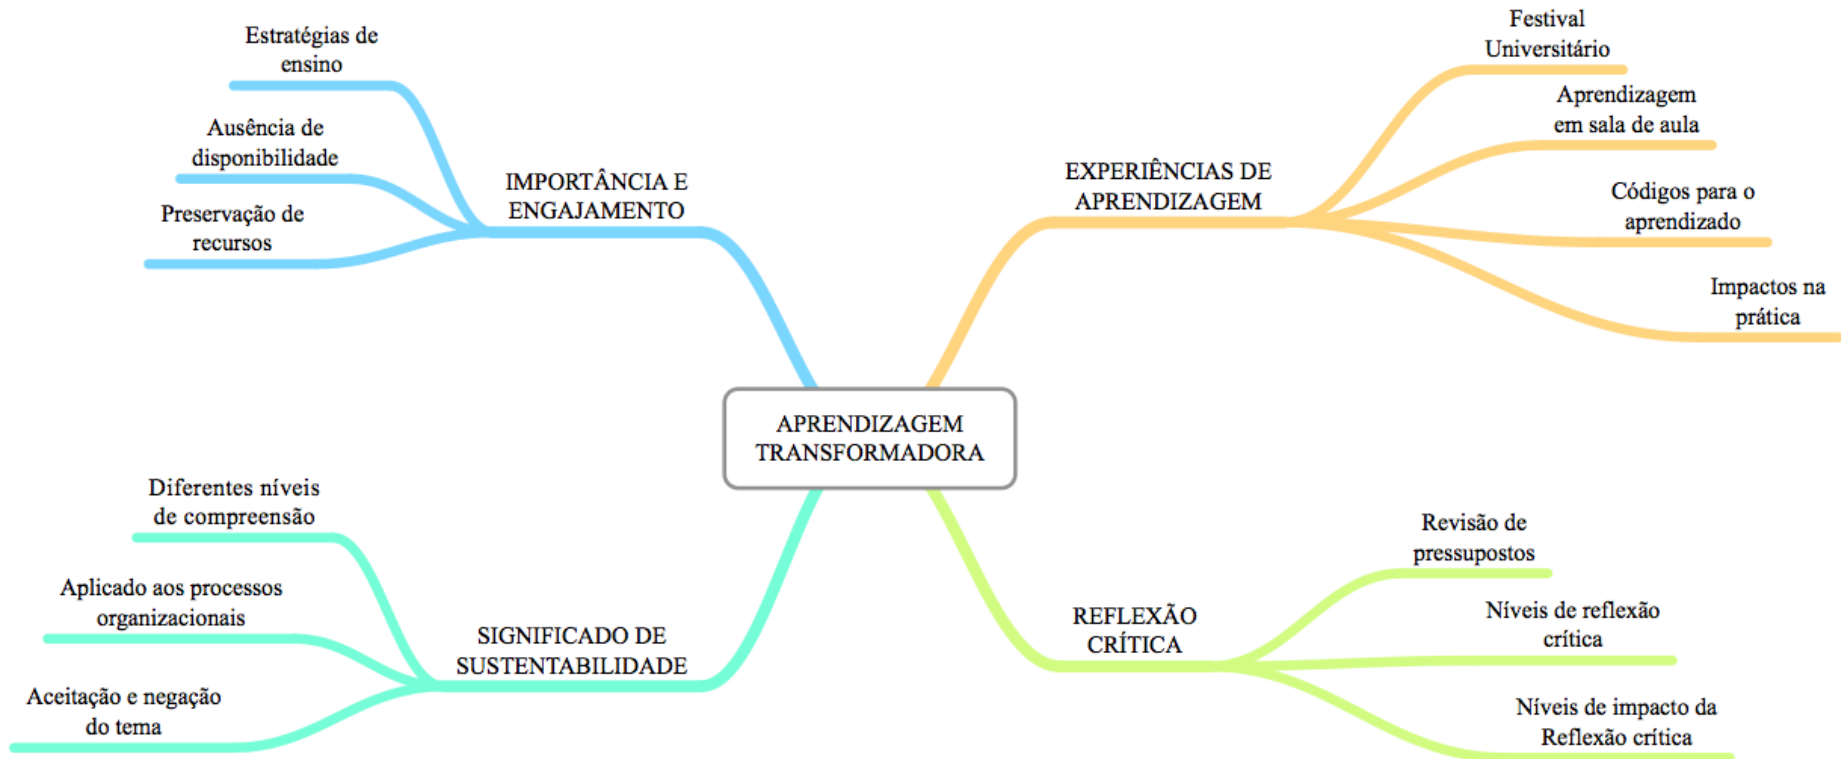 Estratégias de
ensino
Ausência de
disponibilidade
Preservação de
recursos
IMPORTÂNCIA E
ENGAJAMENTO
Festival
Universitário
Aprendizagem
em sala de aula
Códigos para o
aprendizado
Impactos na
prática
EXPERIÊNCIAS DE
APRENDIZAGEM
APRENDIZAGEM
TRANSFORMADORA
Diferentes níveis
de compreensão
Aplicado aos processos
organizacionais
Aceitação e negação
do tema
SIGNIFICADO DE
SUSTENTABILIDADE
REFLEXÃO
CRÍTICA
Revisão de
pressupostos
Níveis de reflexão
crítica
Níveis de impacto da
Reflexão crítica